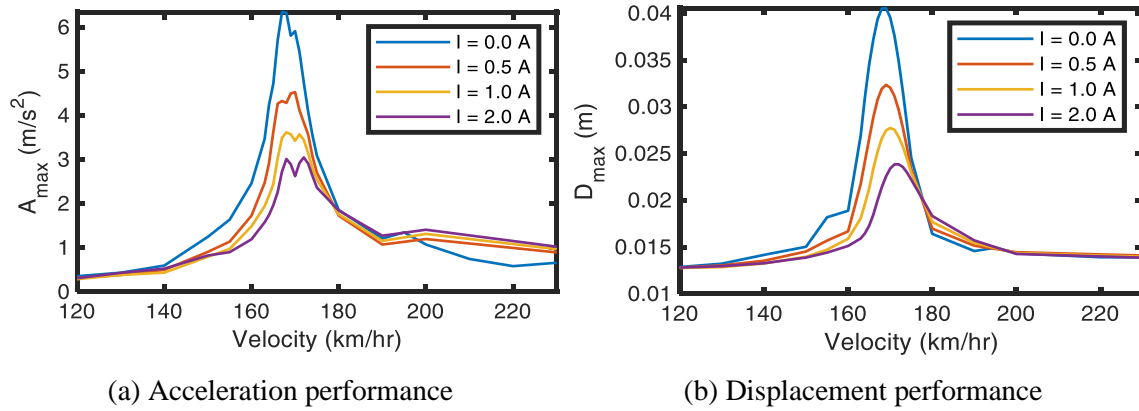 6
5
4
3
2
1
0
A_max (m/s²)
I = 0.0 A
I = 0.5 A
I = 1.0 A
I = 2.0 A
120 140 160 180 200 220
Velocity (km/hr)
(a) Acceleration performance
0.04
0.035
0.03
0.025
0.02
0.015
0.01
D_max (m)
I = 0.0 A
I = 0.5 A
I = 1.0 A
I = 2.0 A
120 140 160 180 200 220
Velocity (km/hr)
(b) Displacement performance